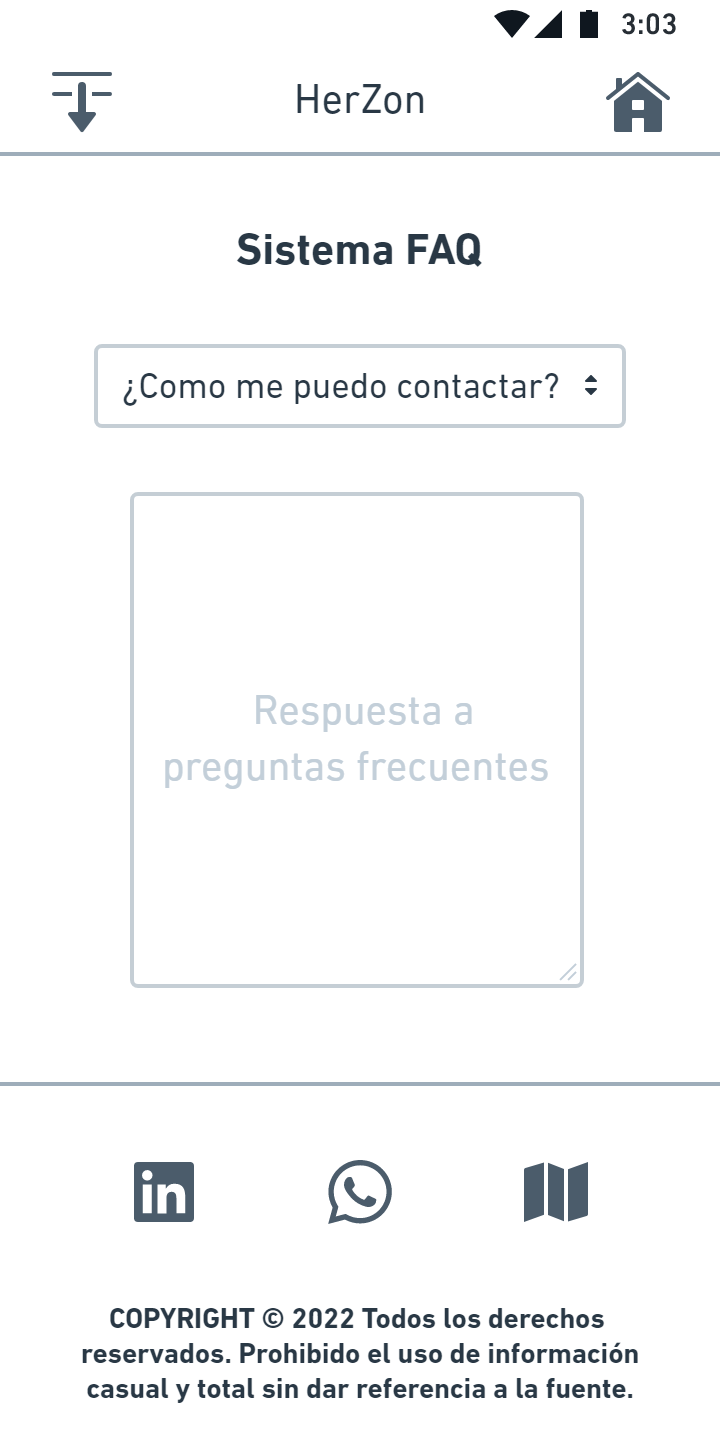 3:03
HerZon
Sistema FAQ
¿Como me puedo contactar?
Respuesta a
preguntas frecuentes
in
COPYRIGHT © 2022 Todos los derechos
reservados. Prohibido el uso de información
casual y total sin dar referencia a la fuente.